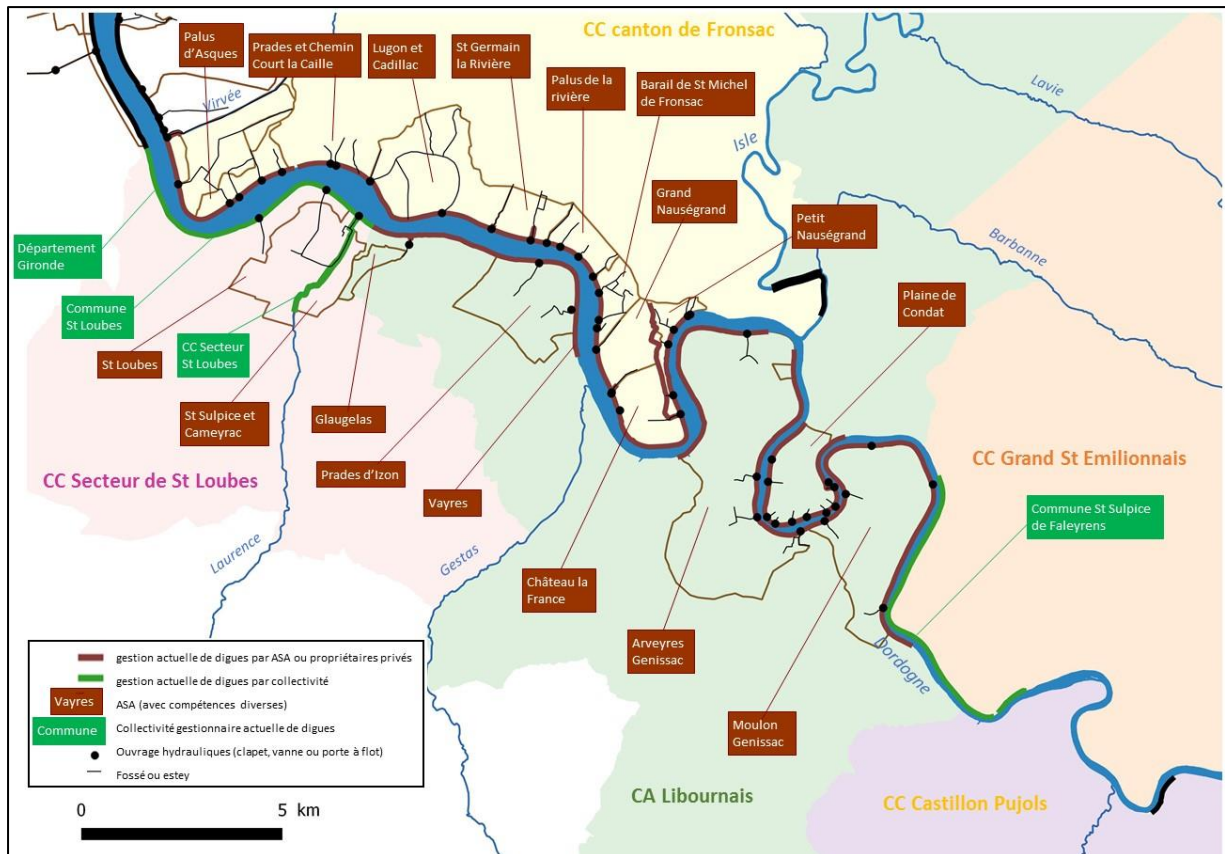 CC canton de Fronsac
Palus
d’Asques
Prades et Chemin
Court la Caille
Lugon et
Cadillac
St Germain
la Rivière
Palus de la
rivière
Barail de St Michel
de Fronsac
Virvée
Isle
Lavie
Barbanne
Grand
Nauségrand
Petit
Nauségrand
Plaine de
Condat
Département
Gironde
Commune
St Loubes
St Loubes
CC Secteur
St Loubes
St Sulpice et
Cameyrac
Glaugelas
Prades d’Izon
Vayres
CC Secteur de St Loubes
CC Grand St Emilionnais
Commune St Sulpice
de Faleyrens
Laurence
Gestas
Château la
France
Arveyres
Genissac
Moulon
Genissac
Dordogne
CA Libournais
CC Castillon Pujols
gestion actuelle de digues par ASA ou propriétaires privés
gestion actuelle de digues par collectivité
Vayres
ASA (avec compétences diverses)
Commune
Collectivité gestionnaire actuelle de digues
Ouvrage hydrauliques (clapet, vanne ou porte à flot)
Fossé ou estey
0 5 km